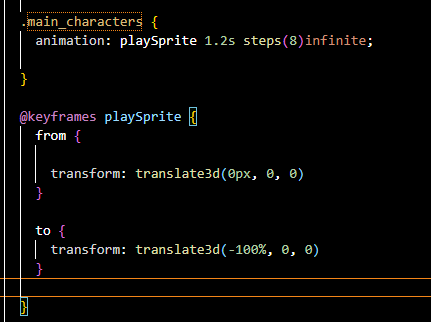 .main_characters {
animation: playSprite 1.2s steps(8)infinite;
}
@keyframes playSprite {
from {
transform: translate3d(0px, 0, 0)
}
to {
transform: translate3d(-100%, 0, 0)
}
}